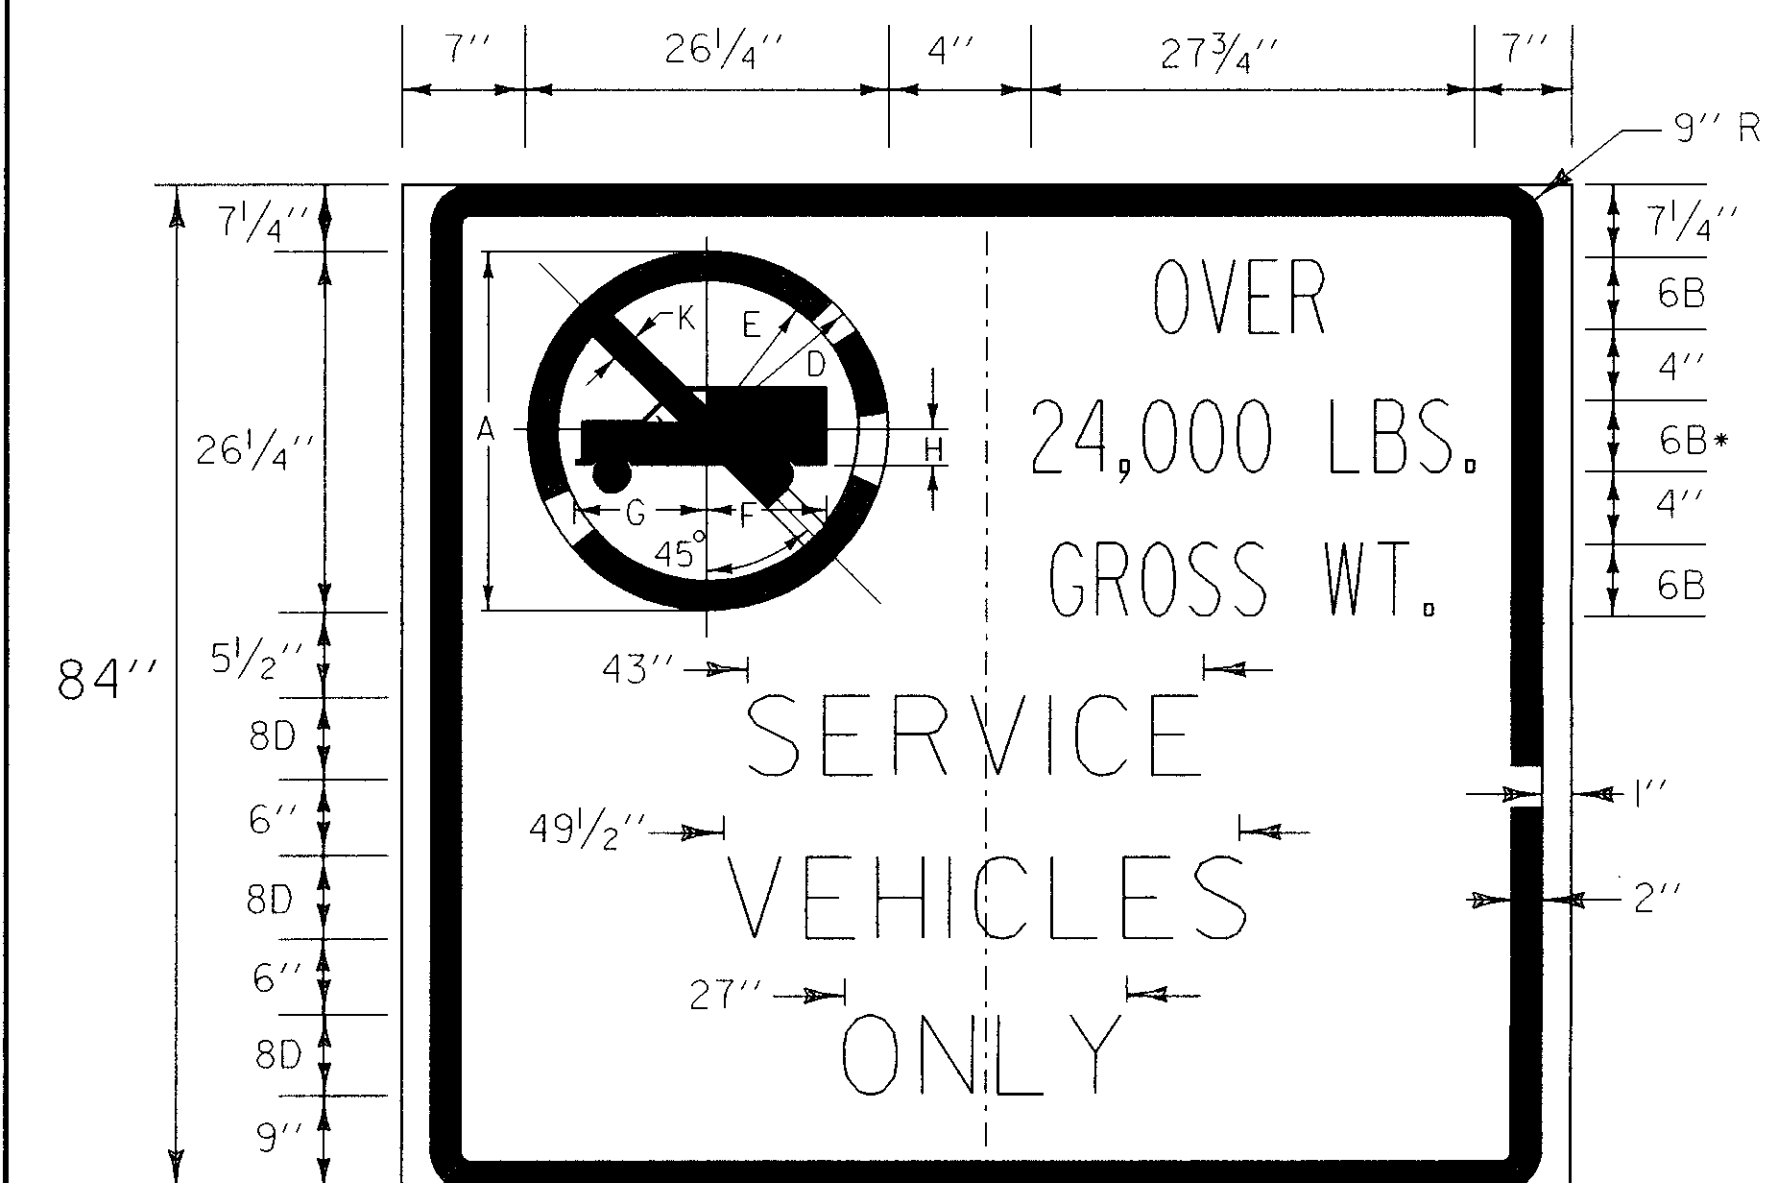 7″ 26¼″ 4″ 27¾″ 7″
9″ R
7¼″ 7¼″
OVER 6B
K E D 4″
A 26¼″ H 24,000 LBS. 6B*
G F 4″
45° GROSS WT. 6B
84″ 5½″ 43″
8D SERVICE
6″ 49½″ 1″
8D VEHICLES 2″
6″ 27″
8D ONLY
9″